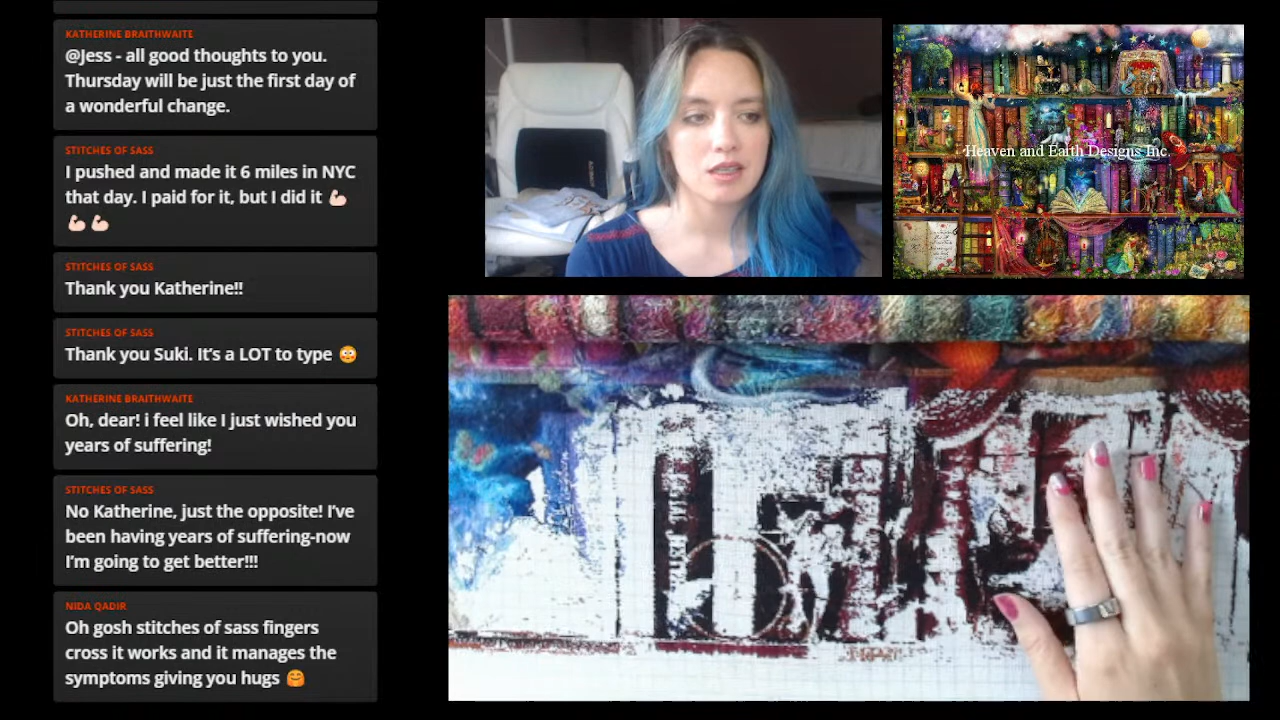 KATHERINE BRAITHWAITE
@Jess - all good thoughts to you.
Thursday will be just the first day of
a wonderful change.
STITCHES OF SASS
I pushed and made it 6 miles in NYC
that day. I paid for it, but I did it 💪🏻
💪🏻 💪🏻
STITCHES OF SASS
Thank you Katherine!!
STITCHES OF SASS
Thank you Suki. It's a LOT to type 😳
KATHERINE BRAITHWAITE
Oh, dear! i feel like I just wished you
years of suffering!
STITCHES OF SASS
No Katherine, just the opposite! I've
been having years of suffering-now
I'm going to get better!!!
NIDA QADIR
Oh gosh stitches of sass fingers
cross it works and it manages the
symptoms giving you hugs 🤗
Heaven and Earth Designs Inc.